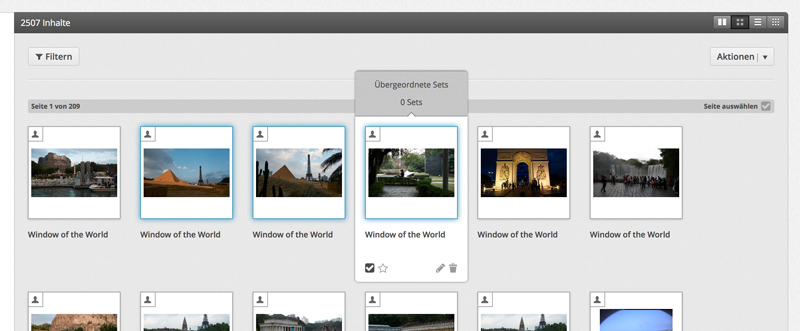 2507 Inhalte
Filtern
Aktionen
Übergeordnete Sets
0 Sets
Seite 1 von 209
Seite auswählen
Window of the World
Window of the World
Window of the World
Window of the World
Window of the World
Window of the World